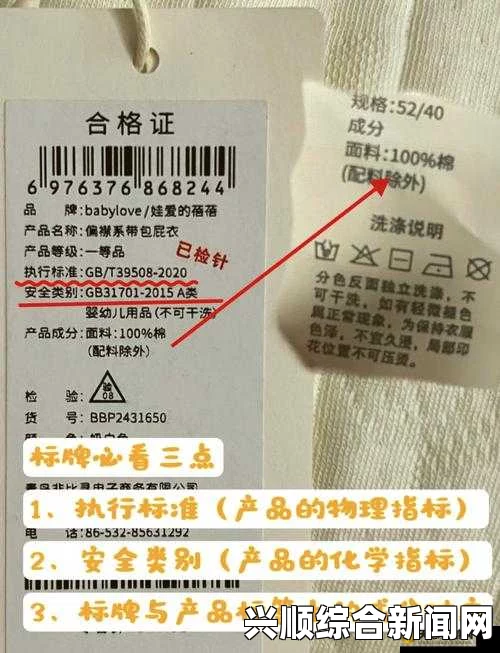 合格证
6 976376 868244
品 牌:babylove/娃爱的蓓蓓
产品名称:偏襟系带包屁衣
产品等级:一等品
已检针
执行标准:GB/T39508-2020
安全类别:GB31701-2015 A类
婴幼儿用品(不可干洗)
产品成分:面料:100%棉
(配料除外)
检 验:
验
08
货 号:BBP2431650
电话:86-532-85631292
规格:52/40
成分
面料:100%棉
(配料除外)
洗涤说明
分色反面独立洗涤,不
可干洗,如有轻微褪色
属正常现象,为保持衣服
色泽,不宜久浸,局部印
花位置不可压烫。
标牌必看三点
1、执行标准(产品的物理指标)
2、安全类别(产品的化学指标)
3、标牌与产品
兴顺综合新闻网